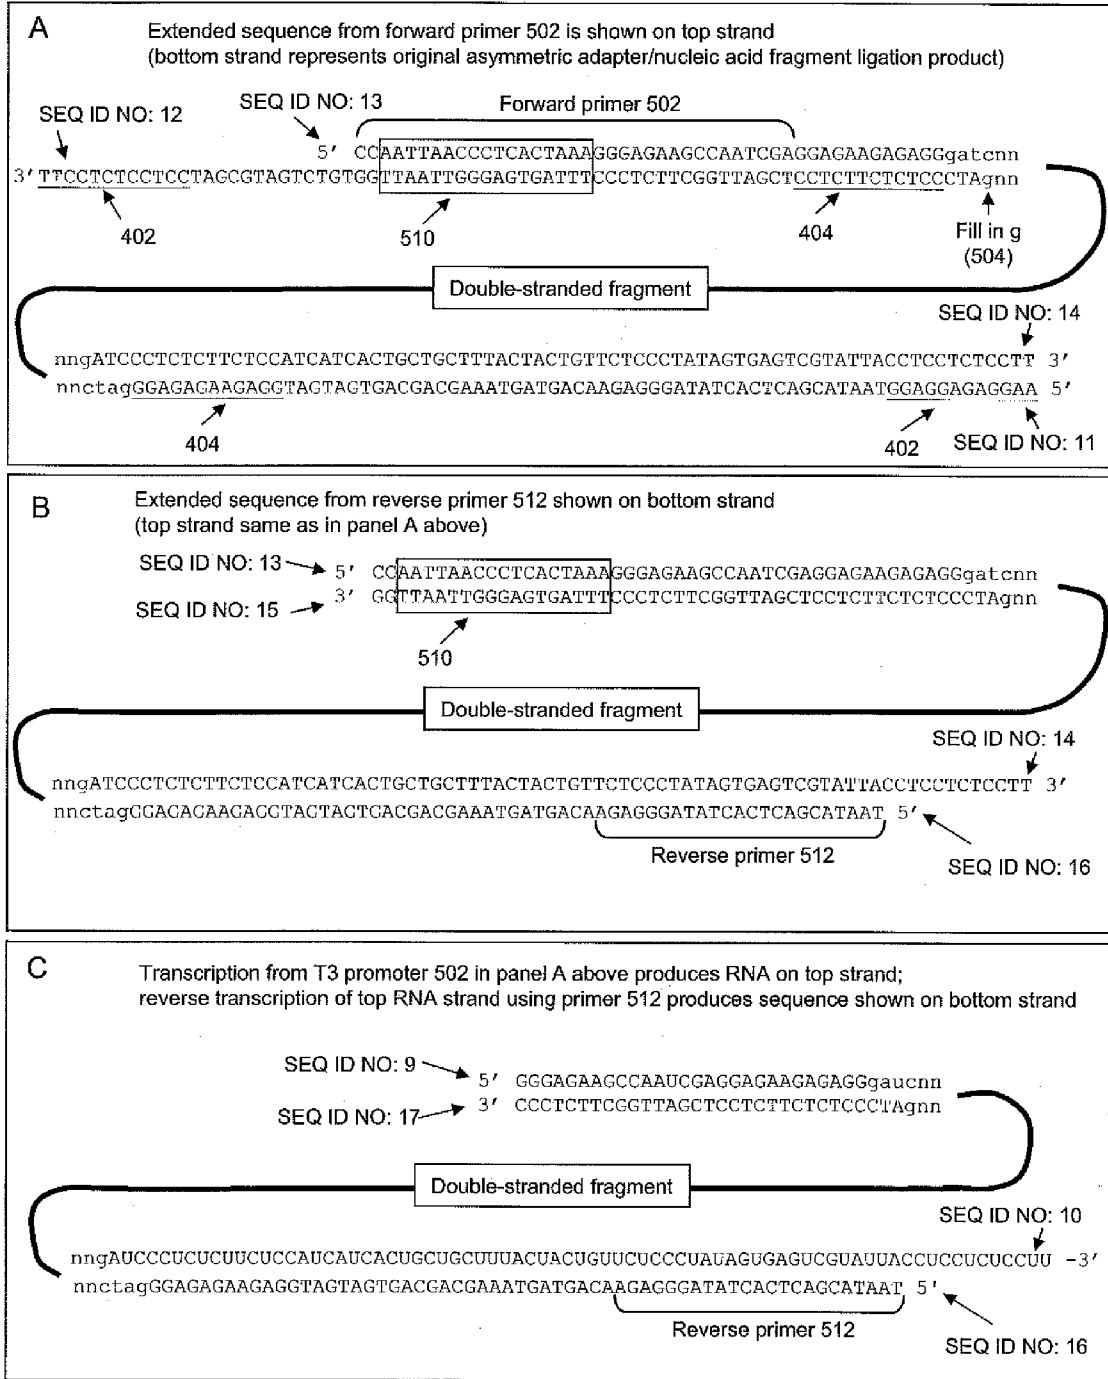 A
Extended sequence from forward primer 502 is shown on top strand
(bottom strand represents original asymmetric adapter/nucleic acid fragment ligation product)
SEQ ID NO: 12
SEQ ID NO: 13
Forward primer 502
5' CCAATTAACCCTCACTAAAGGGAGAAGCCAATCGAGGAGAAGAGAGGgatcnn
3' TTCCTCTCCTCCTAGCGTAGTCTGTGGTTAATTGGGAGTGATTTCCCTCTTCGGTTAGCTCCTCTTCTCTCCCTAgnn
402
510
404
Fill in g
(504)
Double-stranded fragment
SEQ ID NO: 14
nngATCCCTCTCTTCTCCATCATCACTGCTGCTTTACTACTGTTCTCCCTATAGTGAGTCGTATTACCTCCTCTCCTT 3'
nnctagGGAGAGAAGAGGTAGTAGTGACGACGAAATGATGACAAGAGGGATATCACTCAGCATAATGGAGGAGAGGAA 5'
404
402
SEQ ID NO: 11
B
Extended sequence from reverse primer 512 shown on bottom strand
(top strand same as in panel A above)
SEQ ID NO: 13
5' CCAATTAACCCTCACTAAAGGGAGAAGCCAATCGAGGAGAAGAGAGGgatcnn
3' GGTTAATTGGGAGTGATTTCCCTCTTCGGTTAGCTCCTCTTCTCTCCCTAgnn
SEQ ID NO: 15
510
Double-stranded fragment
SEQ ID NO: 14
nngATCCCTCTCTTCTCCATCATCACTGCTGCTTTACTACTGTTCTCCCTATAGTGAGTCGTATTACCTCCTCTCCTT 3'
nnctagGGAGAGAAGAGGTAGTAGTGACGACGAAATGATGACAAGAGGGATATCACTCAGCATAAT 5'
Reverse primer 512
SEQ ID NO: 16
C
Transcription from T3 promoter 502 in panel A above produces RNA on top strand;
reverse transcription of top RNA strand using primer 512 produces sequence shown on bottom strand
SEQ ID NO: 9
5' GGGAGAAGCCAAUCGAGGAGAAGAGAGGgaucnn
3' CCCTCTTCGGTTAGCTCCTCTTCTCTCCCTAgnn
SEQ ID NO: 17
Double-stranded fragment
SEQ ID NO: 10
nngAUCCCUCUCUUCUCCAUCAUCACUGCUGCUUUACUACUGUUCUCCCUAUAGUGAGUCGUAUUACCUCCUCUCCUU -3'
nnctagGGAGAGAAGAGGTAGTAGTGACGACGAAATGATGACAAGAGGGATATCACTCAGCATAAT 5'
Reverse primer 512
SEQ ID NO: 16